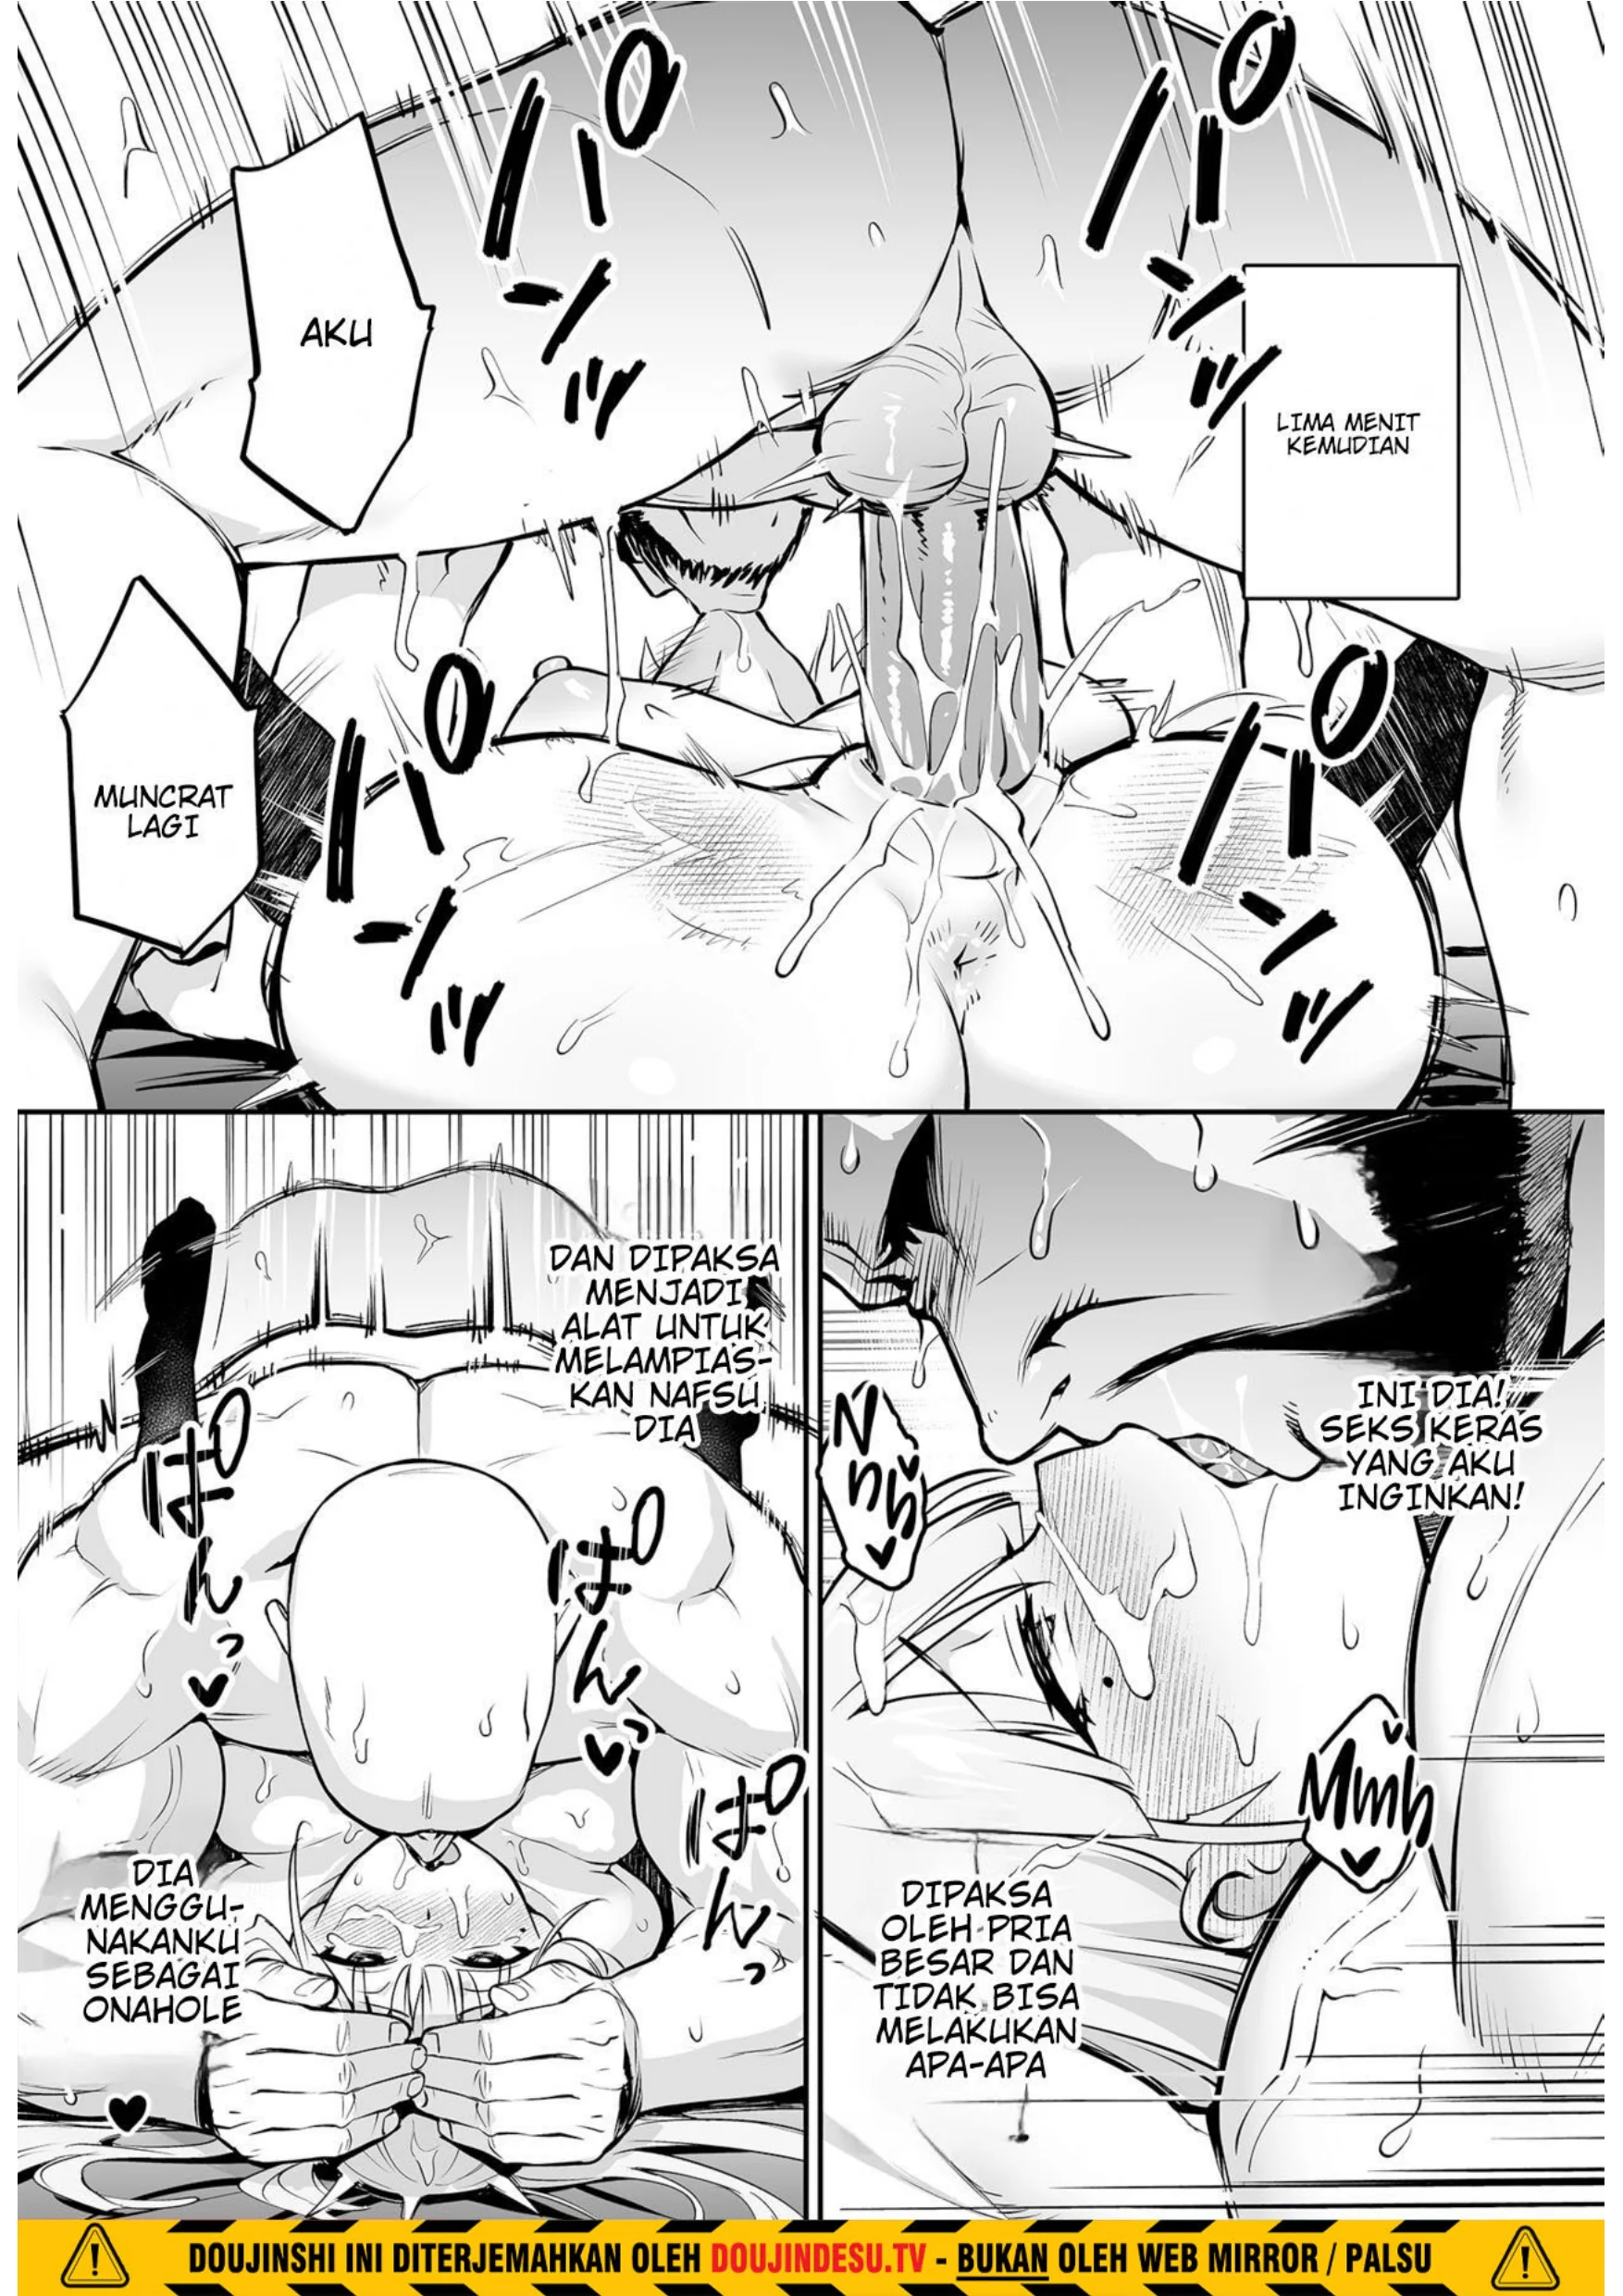 パンッ
パンッ
AKU
LIMA MENIT
KEMUDIAN
MUNCRAT
LAGI
パンッ
パンッ
INI DIA!
SEKS KERAS
YANG AKU
INGINKAN!
Nhh♥
Mmh♥
DIPAKSA
OLEH PRIA
BESAR DAN
TIDAK BISA
MELAKUKAN
APA-APA
DAN DIPAKSA
MENJADI
ALAT UNTUK
MELAMPIAS-
KAN NAFSU
DIA
ぱんっ♥
ぱんっ♥
ぱんっ
DIA
MENGGU-
NAKANKU
SEBAGAI
ONAHOLE
♥
DOUJINSHI INI DITERJEMAHKAN OLEH DOUJINDESU.TV - BUKAN OLEH WEB MIRROR / PALSU